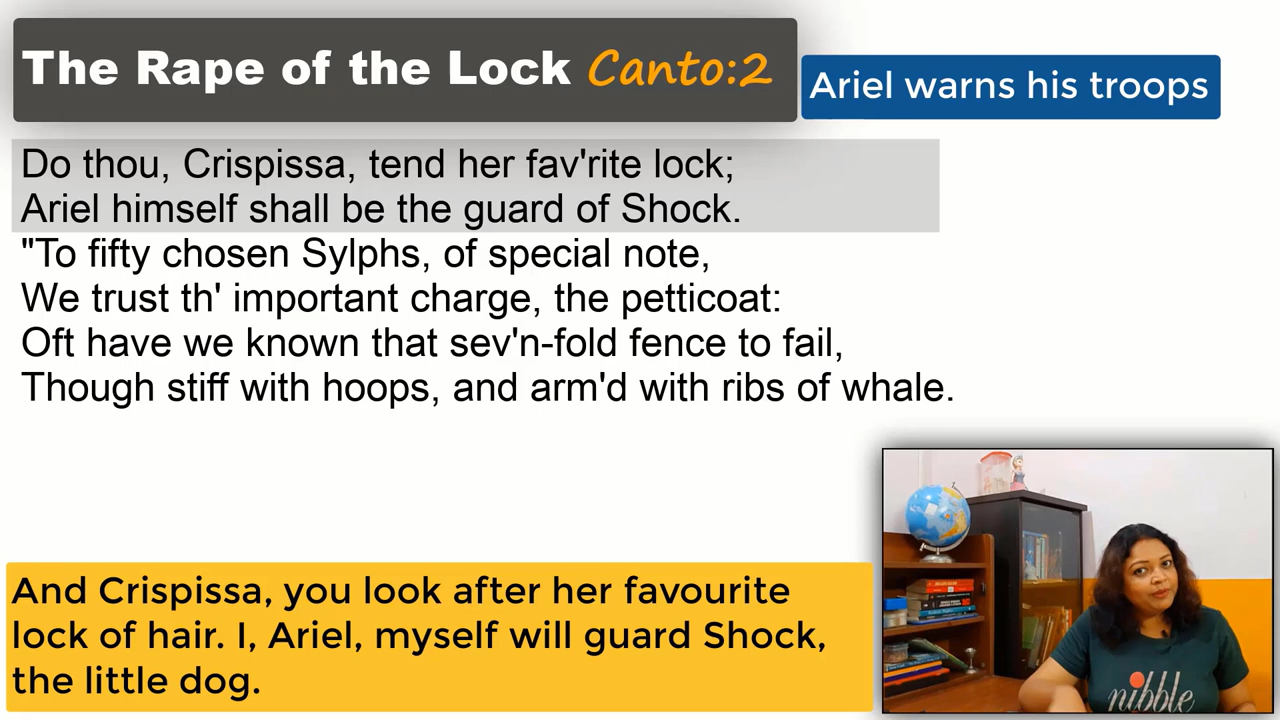 The Rape of the Lock Canto:2
Ariel warns his troops
Do thou, Crispissa, tend her fav'rite lock;
Ariel himself shall be the guard of Shock.
"To fifty chosen Sylphs, of special note,
We trust th' important charge, the petticoat:
Oft have we known that sev'n-fold fence to fail,
Though stiff with hoops, and arm'd with ribs of whale.
And Crispissa, you look after her favourite
lock of hair. I, Ariel, myself will guard Shock,
the little dog.
nibble